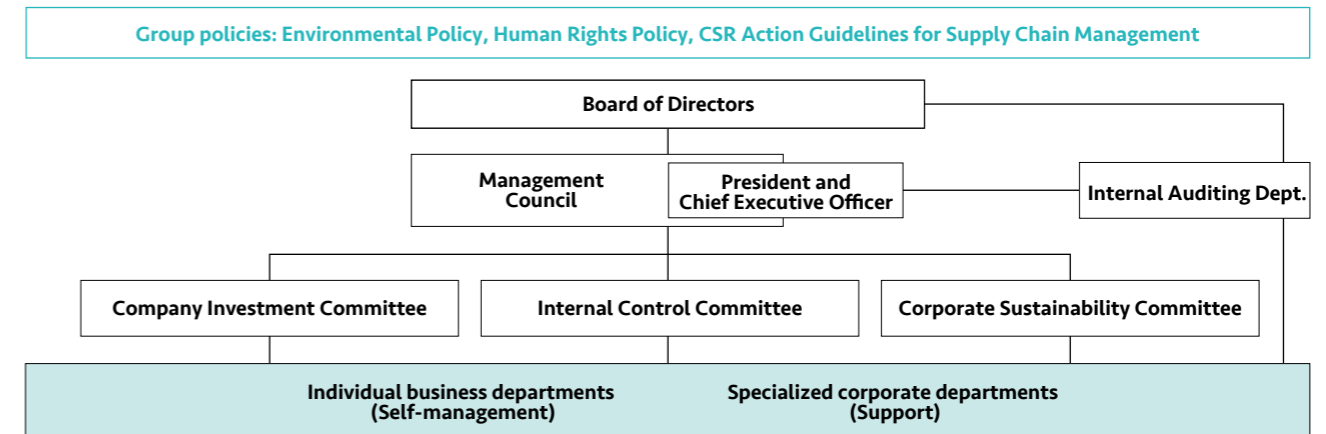 Group policies: Environmental Policy, Human Rights Policy, CSR Action Guidelines for Supply Chain Management
Board of Directors
Management
Council
President and
Chief Executive Officer
Internal Auditing Dept.
Company Investment Committee
Internal Control Committee
Corporate Sustainability Committee
Individual business departments
(Self-management)
Specialized corporate departments
(Support)